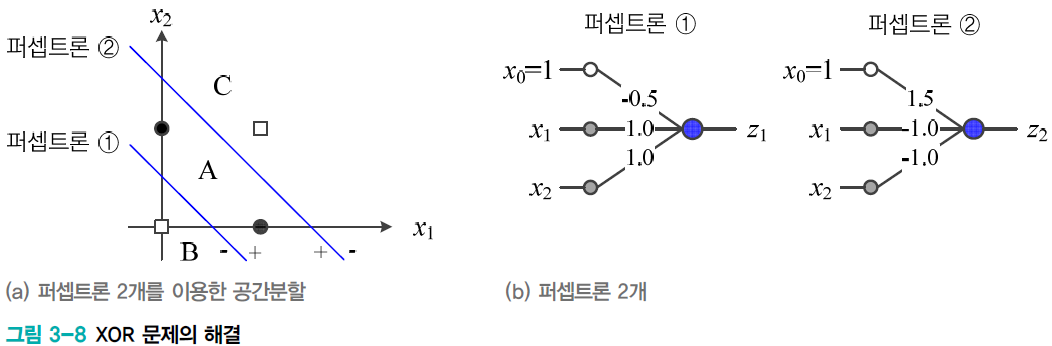 x₂
퍼셉트론 ②
C
퍼셉트론 ①
A
x₁
B - + + -
(a) 퍼셉트론 2개를 이용한 공간분할
퍼셉트론 ①
x₀=1
-0.5
x₁ 1.0 z₁
1.0
x₂
퍼셉트론 ②
x₀=1
1.5
x₁ -1.0 z₂
-1.0
x₂
(b) 퍼셉트론 2개
그림 3-8 XOR 문제의 해결